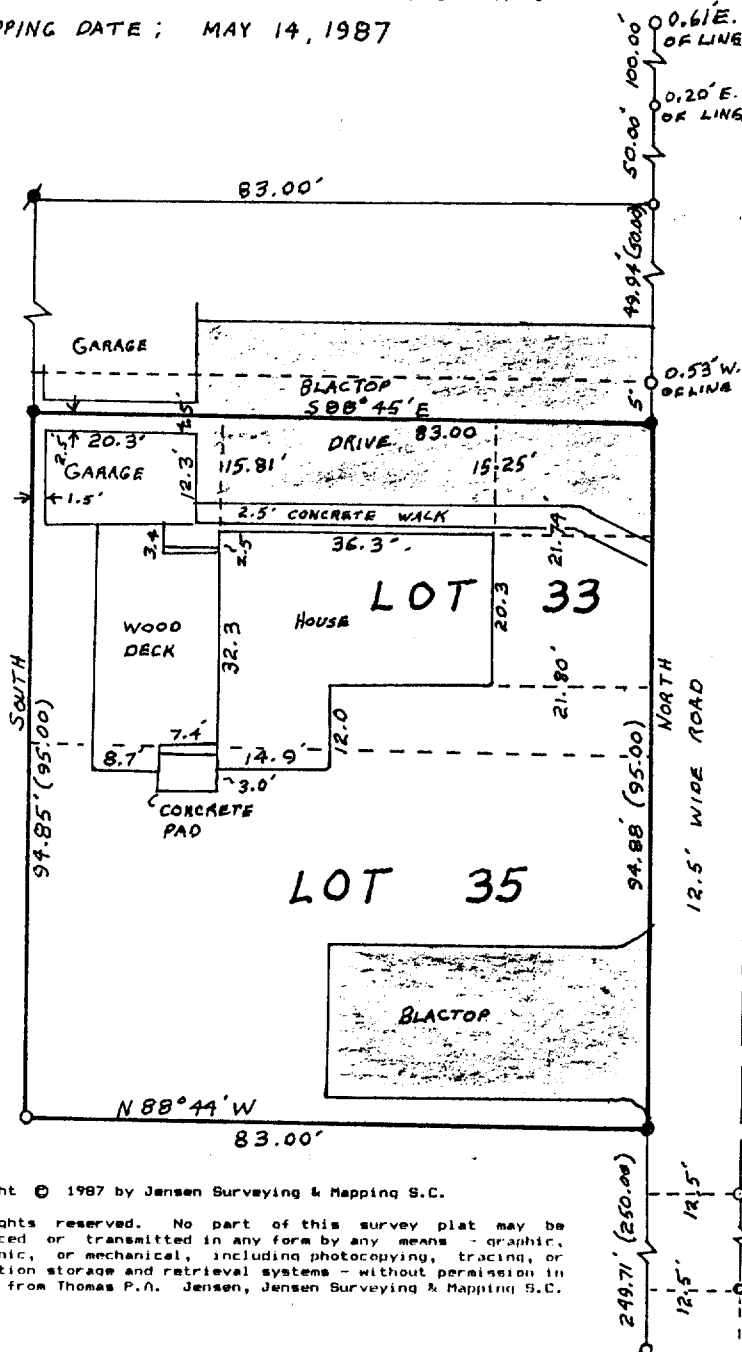 PPING DATE ; MAY 14, 1987
0.61' E.
OF LINE
100.00'
0.20' E.
OF LINE
50.00'
83.00'
49.94' (50.00)
GARAGE
0.53' W.
OF LINE
BLACTOP
5'
4.5'
S 88° 45' E
83.00
DRIVE
2.5'
20.3'
GARAGE
12.3'
15.81'
15.25'
1.5'
2.5' CONCRETE WALK
3.4
2.5'
36.3'
21.74'
LOT 33
WOOD
DECK
HOUSE
20.3
32.3
SOUTH
NORTH
21.80'
7.4'
12.0
8.7'
14.9'
3.0'
CONCRETE
PAD
94.85' (95.00)
94.88' (95.00)
12.5' WIDE ROAD
LOT 35
BLACTOP
N 88° 44' W
83.00'
ht © 1987 by Jensen Surveying & Mapping S.C.
ghts reserved. No part of this survey plat may be
ced or transmitted in any form by any means - graphic,
nic, or mechanical, including photocopying, tracing, or
tion storage and retrieval systems - without permission in
from Thomas P.A. Jensen, Jensen Surveying & Mapping S.C.
249.71' (250.00)
12.5'
12.5'